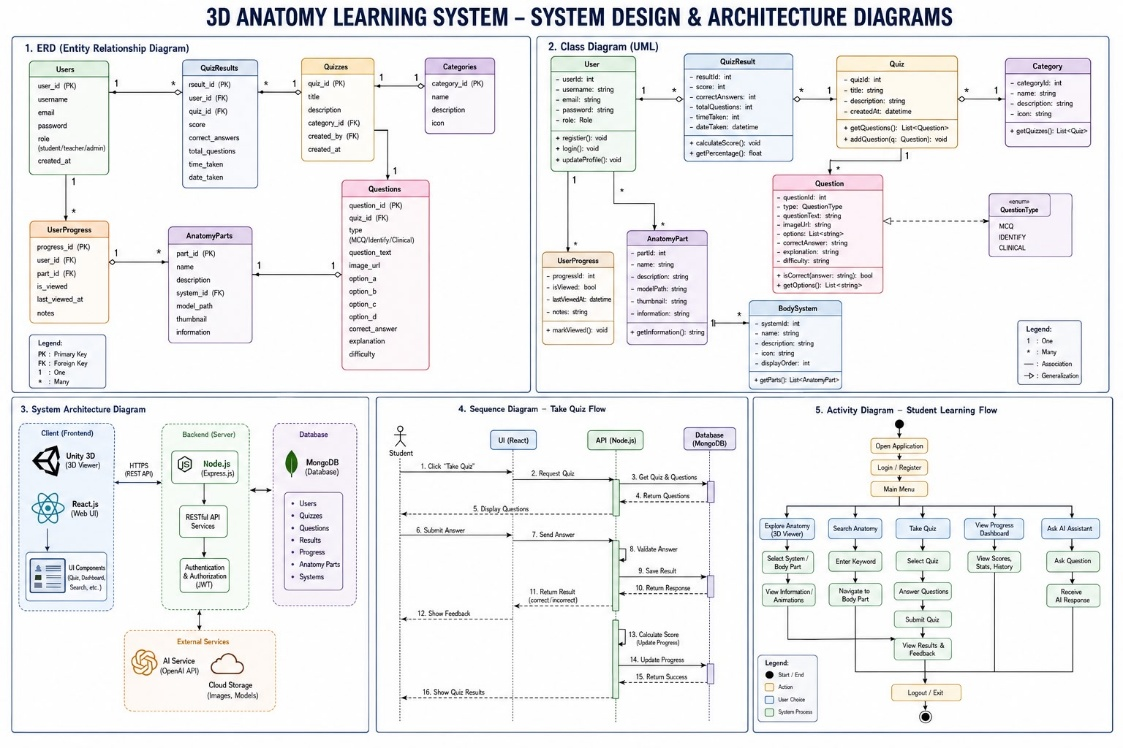 3D ANATOMY LEARNING SYSTEM – SYSTEM DESIGN & ARCHITECTURE DIAGRAMS
1. ERD (Entity Relationship Diagram)
Users
user_id (PK)
username
email
password
role
(student/teacher/admin)
created_at
1
*
QuizResults
rseult_id (PK)
user_id (FK)
quiz_id (FK)
score
correct_answers
total_questions
time_taken
date_taken
*
1
Quizzes
quiz_id (FK)
title
description
category_id (FK)
created_by (FK)
created_at
1
1
Categories
category_id (PK)
name
description
icon
1
*
UserProgress
progress_id (PK)
user_id (FK)
part_id (FK)
is_viewed
last_viewed_at
notes
1
*
AnatomyParts
part_id (PK)
name
description
system_id (FK)
model_path
thumbnail
information
1
1
1
Questions
question_id (PK)
quiz_id (FK)
type
(MCQ/Identify/Clinical)
question_text
image_url
option_a
option_b
option_c
option_d
correct_answer
explanation
difficulty
Legend:
PK : Primary Key
FK : Foreign Key
1 : One
* : Many
2. Class Diagram (UML)
User
– userId: int
– username: string
– email: string
– password: string
– role: Role
+ register(): void
+ login(): void
+ updateProfile(): void
1
*
QuizResult
– resultId: int
– score: int
– correctAnswers: int
– totalQuestions: int
– timeTaken: int
– dateTaken: datetime
+ calculateScore(): void
+ getPercentage(): float
*
1
Quiz
– quizId: int
– title: string
– description: string
– createdAt: datetime
+ getQuestions(): List<Question>
+ addQuestion(q: Question): void
*
1
Category
– categoryId: int
– name: string
– description: string
– icon: string
+ getQuizzes(): List<Quiz>
1
*
1
*
*
*
Question
– questionId: int
– type: QuestionType
– questionText: string
– imageUrl: string
– options: List<string>
– correctAnswer: string
– explanation: string
– difficulty: string
+ isCorrect(answer: string): bool
+ getOptions(): List<string>
«enum»
QuestionType
MCQ
IDENTIFY
CLINICAL
UserProgress
– progressId: int
– isViewed: bool
– lastViewedAt: datetime
– notes: string
+ markViewed(): void
AnatomyPart
– partId: int
– name: string
– description: string
– modelPath: string
– thumbnail: string
– information: string
+ getInformation(): string
*
BodySystem
– systemId: int
– name: string
– description: string
– icon: string
– displayOrder: int
+ getParts(): List<AnatomyPart>
Legend:
1 : One
* : Many
— : Association
: Generalization
3. System Architecture Diagram
Client (Frontend)
Unity 3D
(3D Viewer)
React.js
(Web UI)
UI Components
(Quiz, Dashboard,
Search, etc.)
HTTPS
(REST API)
Backend (Server)
JS
Node.js
(Express.js)
RESTful API
Services
Authentication
& Authorization
(JWT)
Database
MongoDB
(Database)
• Users
• Quizzes
• Questions
• Results
• Progress
• Anatomy Parts
• Systems
External Services
AI Service
(OpenAI API)
Cloud Storage
(Images, Models)
4. Sequence Diagram – Take Quiz Flow
Student
UI (React)
API (Node.js)
Database
(MongoDB)
1. Click "Take Quiz"
2. Request Quiz
3. Get Quiz & Questions
4. Return Questions
5. Display Questions
6. Submit Answer
7. Send Answer
8. Valdate Answer
9. Save Result
10. Return Response
11. Return Result
(correct/incorrect)
12. Show Feedback
13. Calculate Score
(Update Progress)
14. Update Progress
15. Return Success
16. Show Quiz Results
5. Activity Diagram – Student Learning Flow
Open Application
Login / Register
Main Menu
Explore Anatomy
(3D Viewer)
Search Anatomy
Take Quiz
View Progress
Dashboard
Ask AI Assistant
Select System /
Body Part
Enter Keyword
Select Quiz
View Scores,
Stats, History
Ask Question
View Information/
Animations
Navigate to
Body Part
Answer Questions
Receive
AI Response
Submit Quiz
View Results &
Feedback
Logout / Exit
Legend:
Start / End
Action
User Choice
System Process